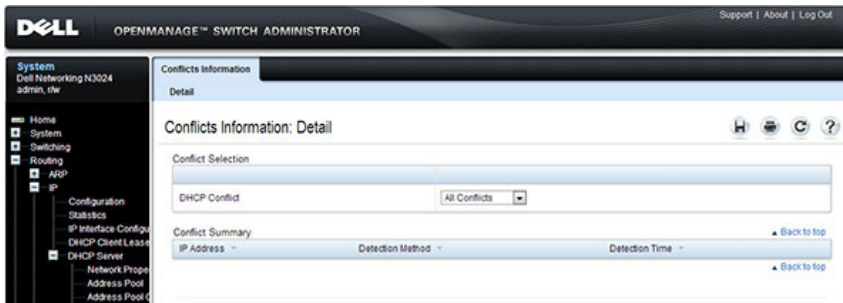 DELL OPENMANAGE™ SWITCH ADMINISTRATOR
Support | About | Log Out
System
Dell Networking N3024
admin, r/w
Home
System
Switching
Routing
ARP
IP
Configuration
Statistics
IP Interface Configu
DHCP Client Lease
DHCP Server
Network Prope
Address Pool
Address Pool
Conflicts Information
Detail
Conflicts Information: Detail
Conflict Selection
DHCP Conflict All Conflicts
Conflict Summary
Back to top
IP Address Detection Method Detection Time
Back to top